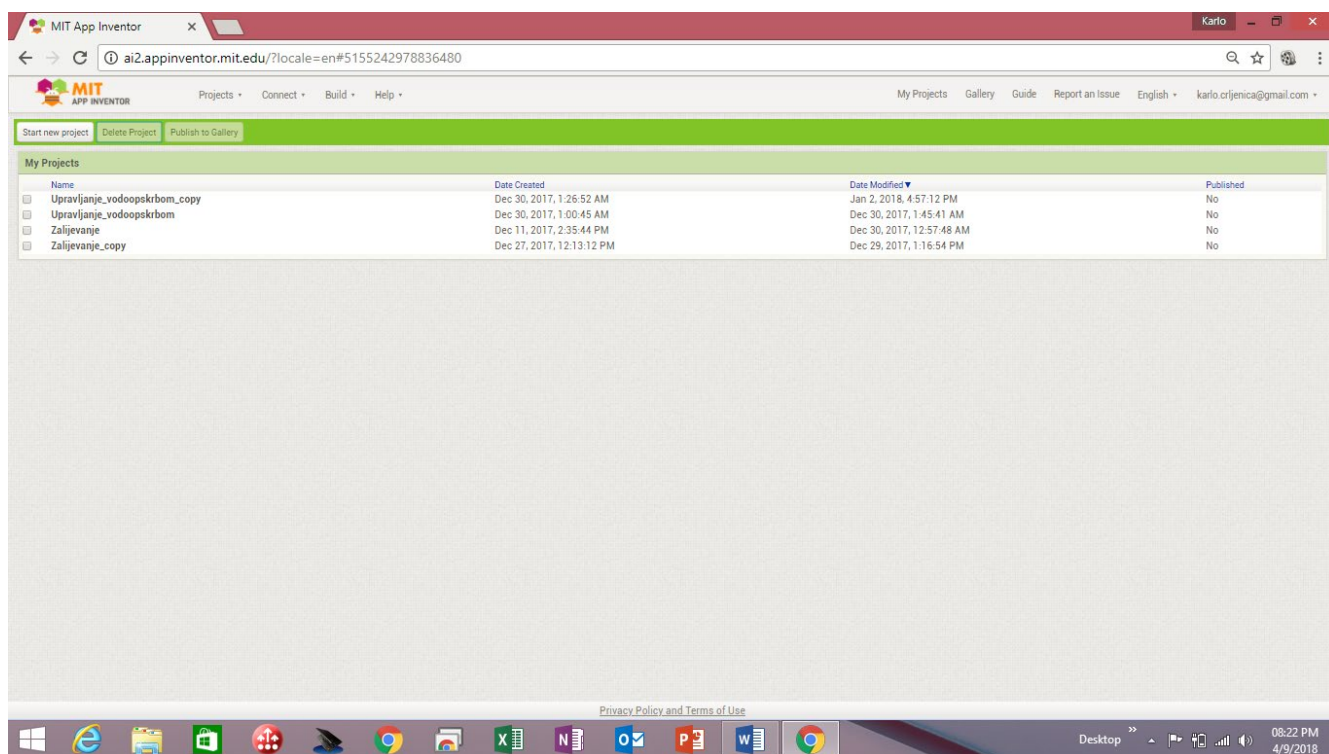 MIT App Inventor
Karlo
ai2.appinventor.mit.edu/?locale=en#5155242978836480
MIT APP INVENTOR Projects Connect Build Help My Projects Gallery Guide Report an Issue English karlo.crljenica@gmail.com
Start new project Delete Project Publish to Gallery
My Projects
Name Date Created Date Modified▼ Published
Upravljanje_vodoopskrbom_copy Dec 30, 2017, 1:26:52 AM Jan 2, 2018, 4:57:12 PM No
Upravljanje_vodoopskrbom Dec 30, 2017, 1:00:45 AM Dec 30, 2017, 1:45:41 AM No
Zalijevanje Dec 11, 2017, 2:35:44 PM Dec 30, 2017, 12:57:48 AM No
Zalijevanje_copy Dec 27, 2017, 12:13:12 PM Dec 29, 2017, 1:16:54 PM No
Privacy Policy and Terms of Use
Desktop 08:22 PM
4/9/2018